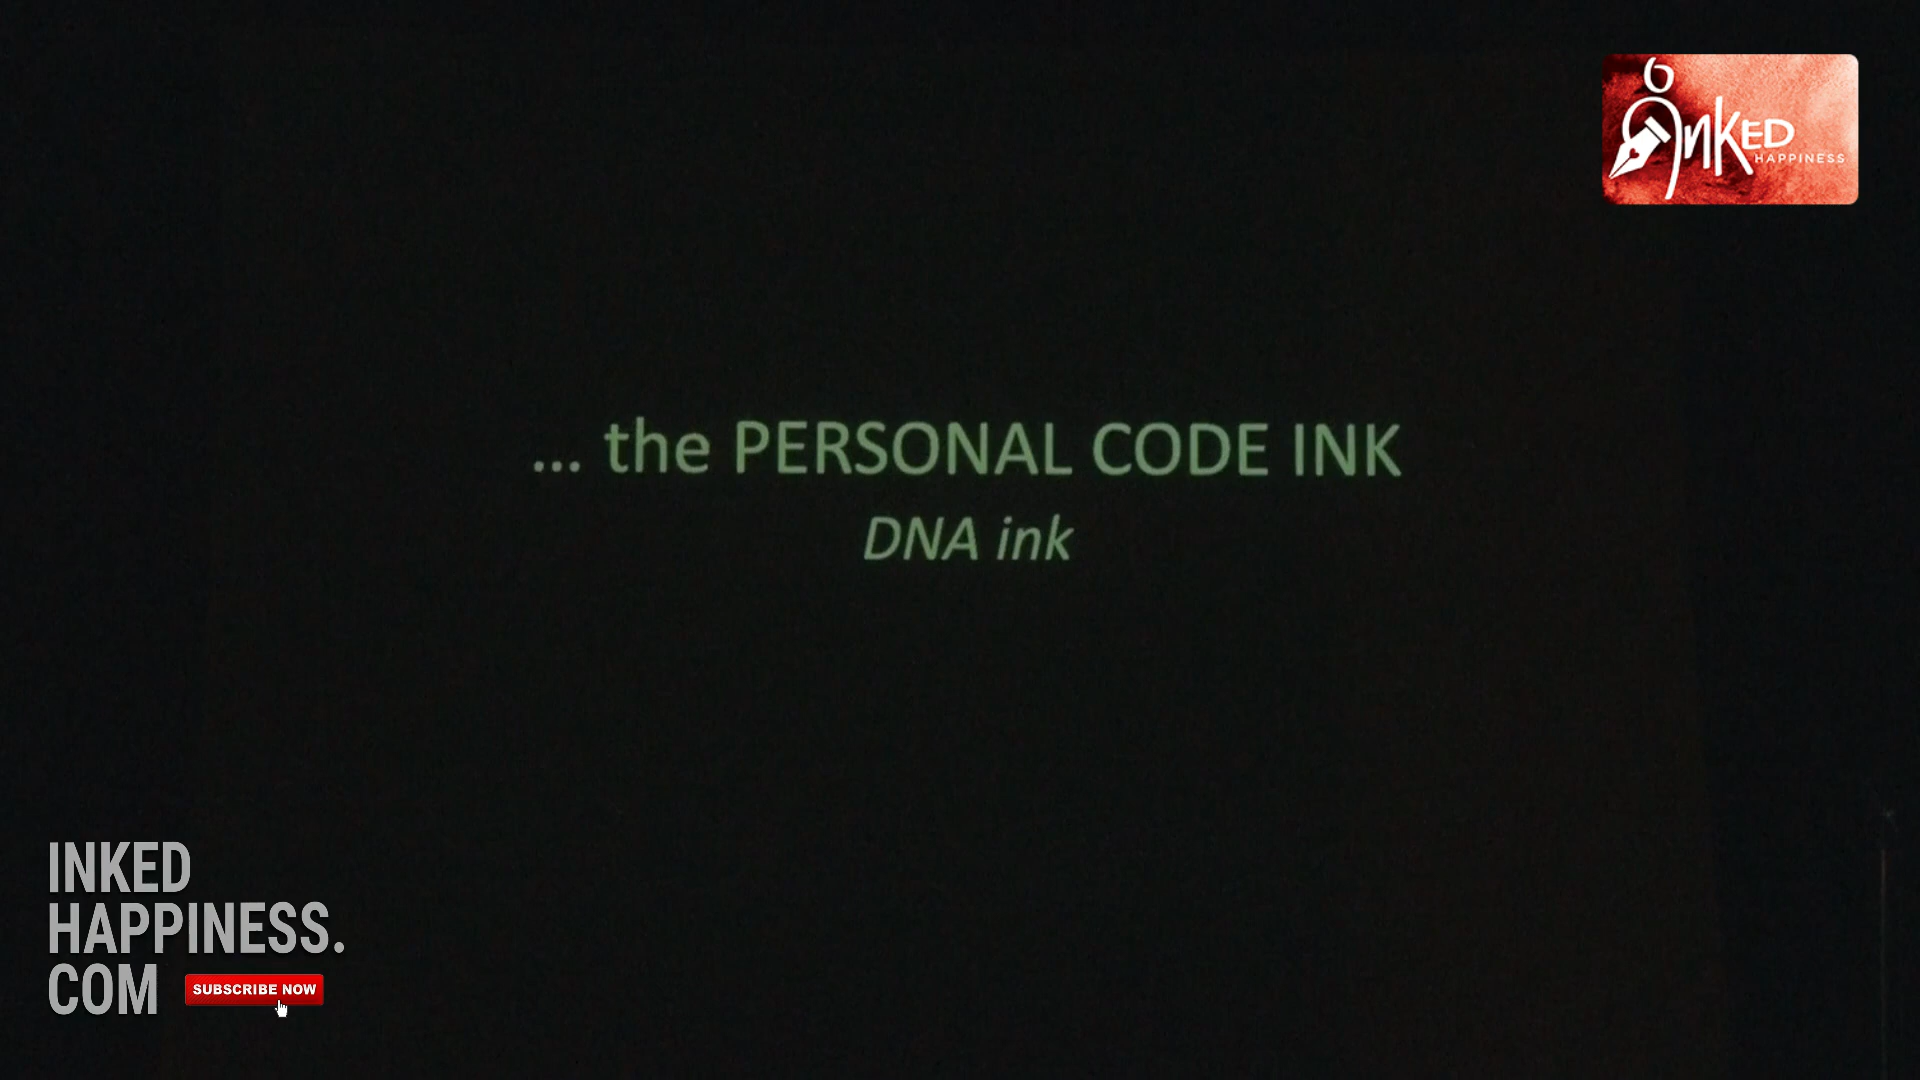 INKED
HAPPINESS
... the PERSONAL CODE INK
DNA ink
INKED
HAPPINESS.
COM
SUBSCRIBE NOW